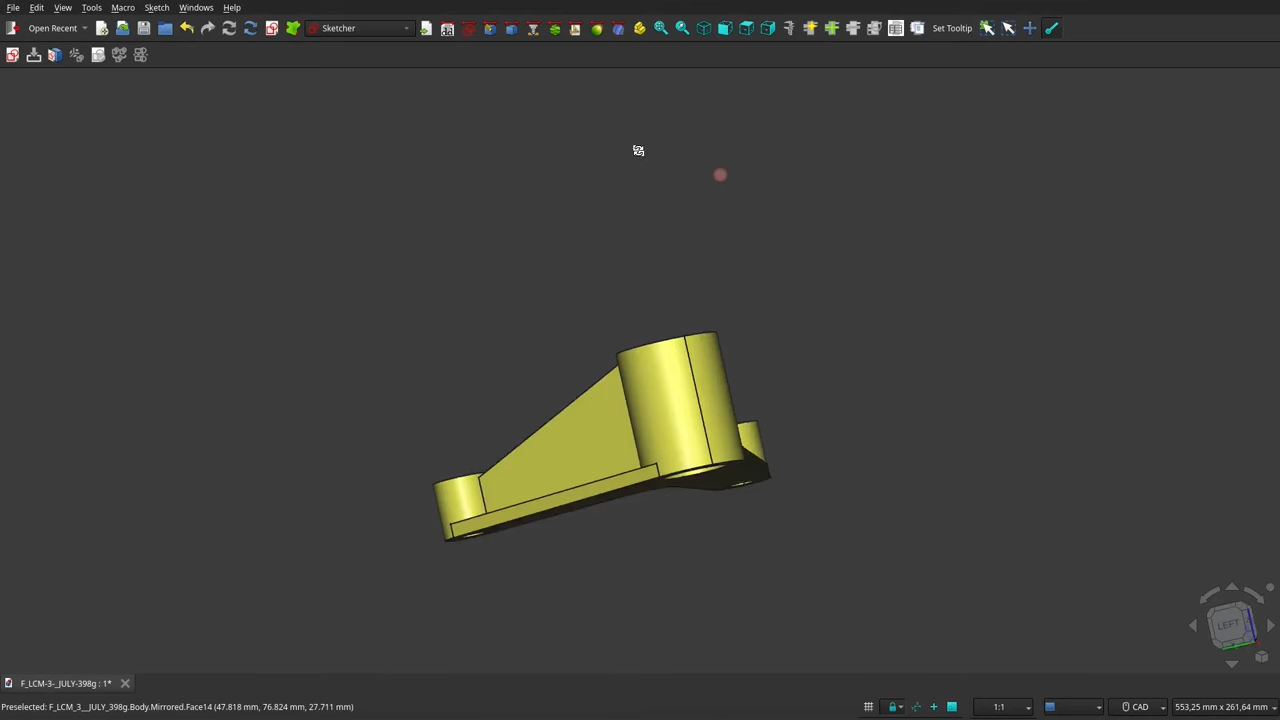 File Edit View Tools Macro Sketch Windows Help
Open Recent Sketcher Set Tooltip
LEFT
F_LCM-3-_JULY-398g : 1*
Preselected: F_LCM_3__JULY_398g.Body.Mirrored.Face14 (47.818 mm, 76.824 mm, 27.711 mm) 1:1 CAD 553,25 mm x 261,64 mm